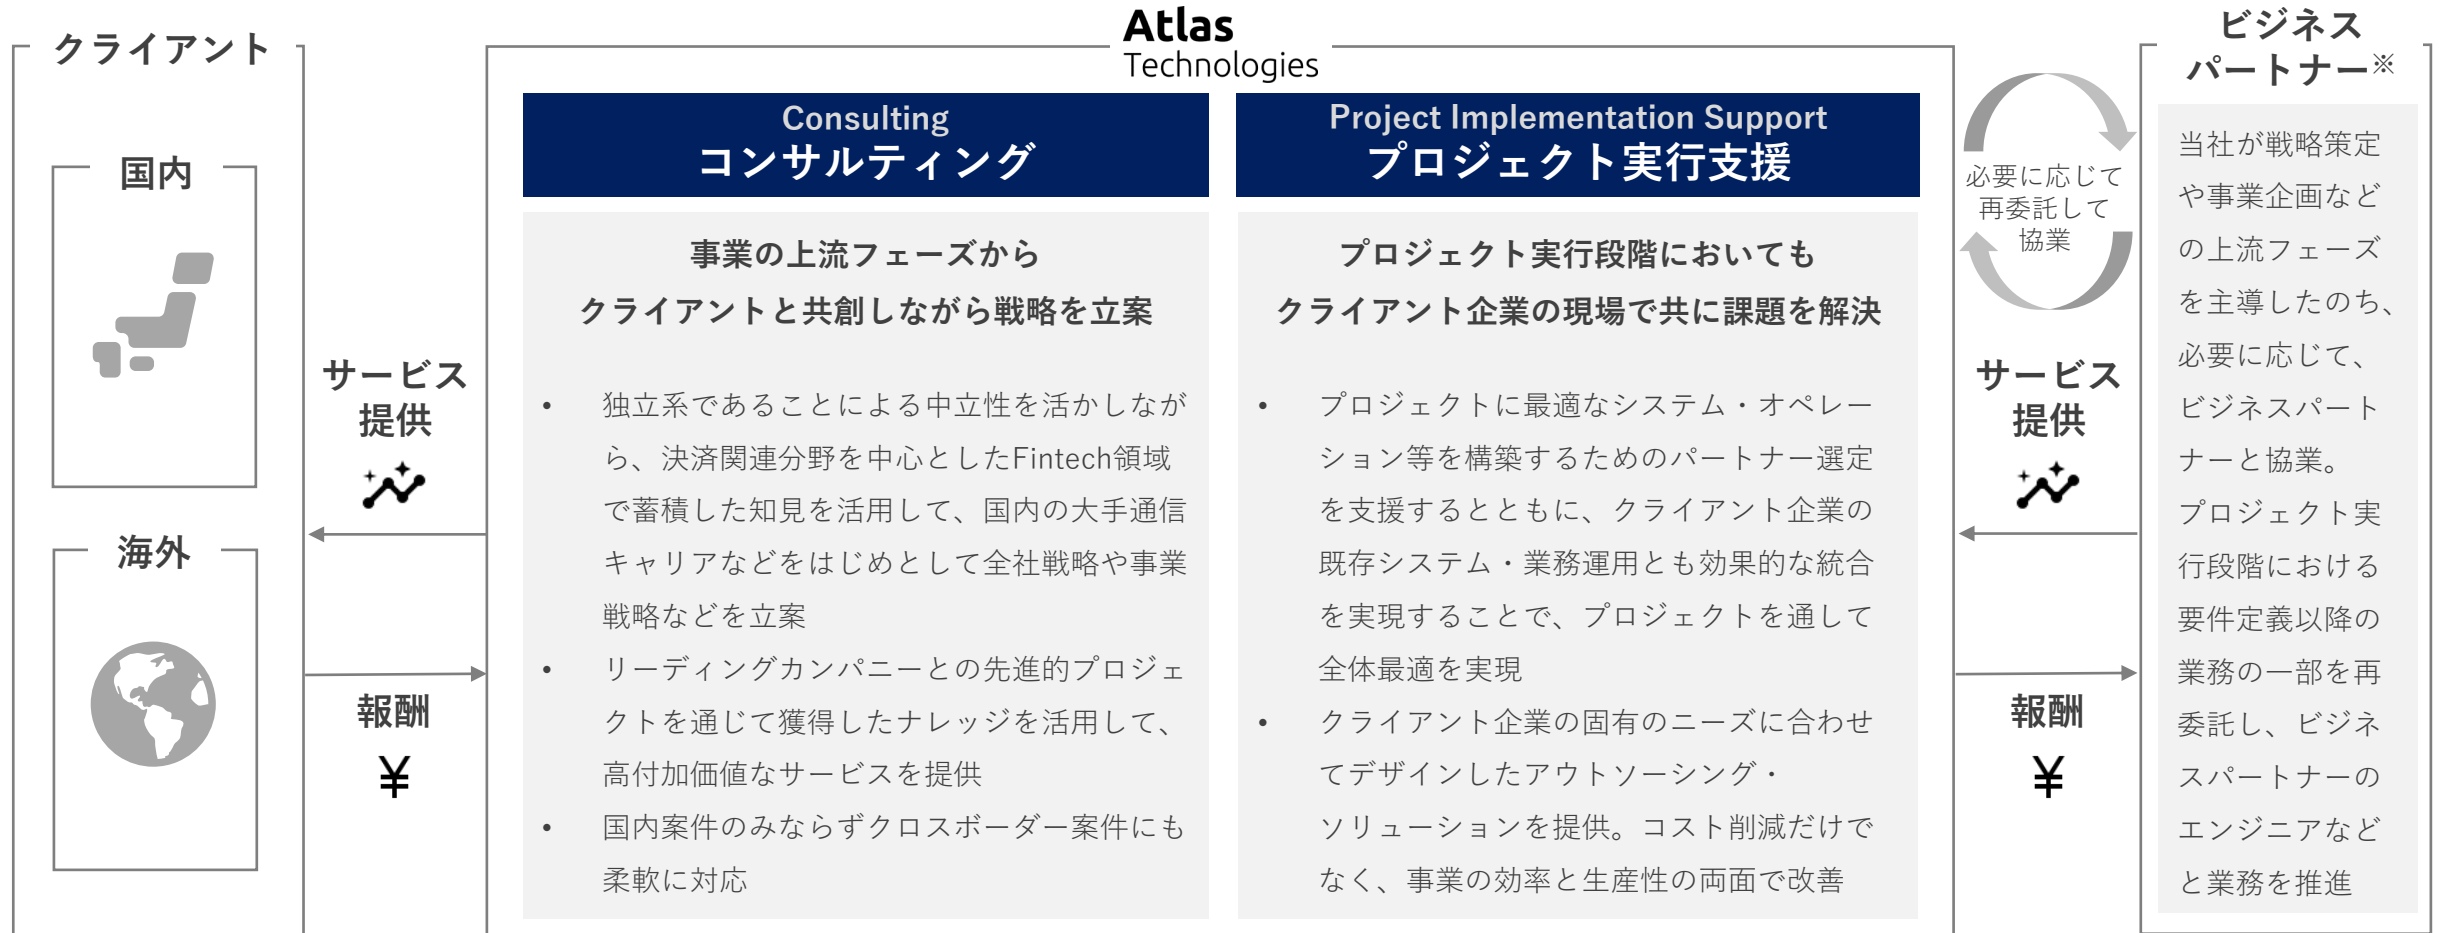 クライアント
国内
海外
サービス
提供
報酬
¥
Atlas
Technologies
Consulting
コンサルティング
事業の上流フェーズから
クライアントと共創しながら戦略を立案
• 独立系であることによる中立性を活かしなが
ら、決済関連分野を中心としたFintech領域
で蓄積した知見を活用して、国内の大手通信
キャリアなどをはじめとして全社戦略や事業
戦略などを立案
• リーディングカンパニーとの先進的プロジェ
クトを通じて獲得したナレッジを活用して、
高付加価値なサービスを提供
• 国内案件のみならずクロスボーダー案件にも
柔軟に対応
Project Implementation Support
プロジェクト実行支援
プロジェクト実行段階においても
クライアント企業の現場で共に課題を解決
• プロジェクトに最適なシステム・オペレー
ション等を構築するためのパートナー選定
を支援するとともに、クライアント企業の
既存システム・業務運用とも効果的な統合
を実現することで、プロジェクトを通して
全体最適を実現
• クライアント企業の固有のニーズに合わせ
てデザインしたアウトソーシング・
ソリューションを提供。コスト削減だけで
なく、事業の効率と生産性の両面で改善
必要に応じて
再委託して
協業
サービス
提供
報酬
¥
ビジネス
パートナー※
当社が戦略策定
や事業企画など
の上流フェーズ
を主導したのち、
必要に応じて、
ビジネスパート
ナーと協業。
プロジェクト実
行段階における
要件定義以降の
業務の一部を再
委託し、ビジネ
スパートナーの
エンジニアなど
と業務を推進